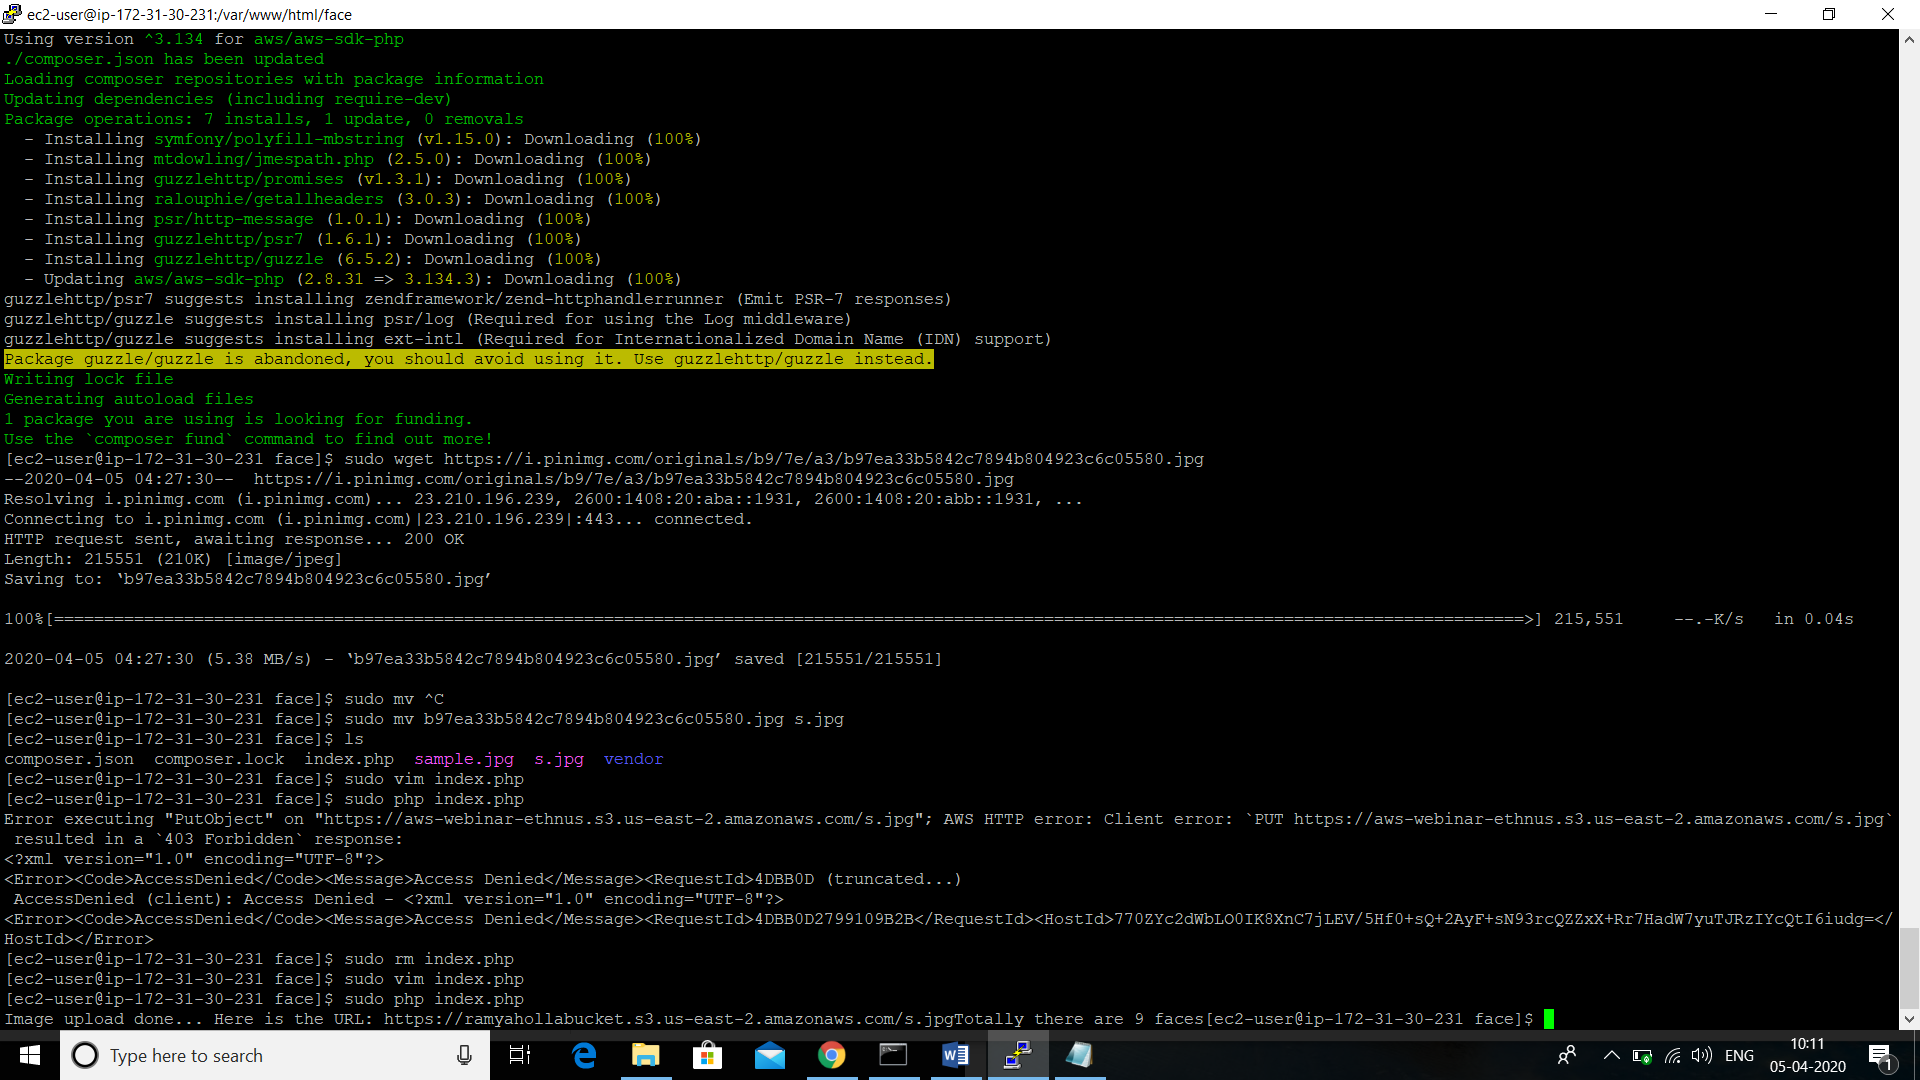 ec2-user@ip-172-31-30-231:/var/www/html/face
Using version ^3.134 for aws/aws-sdk-php
./composer.json has been updated
Loading composer repositories with package information
Updating dependencies (including require-dev)
Package operations: 7 installs, 1 update, 0 removals
  - Installing symfony/polyfill-mbstring (v1.15.0): Downloading (100%)
  - Installing mtdowling/jmespath.php (2.5.0): Downloading (100%)
  - Installing guzzlehttp/promises (v1.3.1): Downloading (100%)
  - Installing ralouphie/getallheaders (3.0.3): Downloading (100%)
  - Installing psr/http-message (1.0.1): Downloading (100%)
  - Installing guzzlehttp/psr7 (1.6.1): Downloading (100%)
  - Installing guzzlehttp/guzzle (6.5.2): Downloading (100%)
  - Updating aws/aws-sdk-php (2.8.31 => 3.134.3): Downloading (100%)
guzzlehttp/psr7 suggests installing zendframework/zend-httphandlerrunner (Emit PSR-7 responses)
guzzlehttp/guzzle suggests installing psr/log (Required for using the Log middleware)
guzzlehttp/guzzle suggests installing ext-intl (Required for Internationalized Domain Name (IDN) support)
Package guzzle/guzzle is abandoned, you should avoid using it. Use guzzlehttp/guzzle instead.
Writing lock file
Generating autoload files
1 package you are using is looking for funding.
Use the `composer fund` command to find out more!
[ec2-user@ip-172-31-30-231 face]$ sudo wget https://i.pinimg.com/originals/b9/7e/a3/b97ea33b5842c7894b804923c6c05580.jpg
--2020-04-05 04:27:30--  https://i.pinimg.com/originals/b9/7e/a3/b97ea33b5842c7894b804923c6c05580.jpg
Resolving i.pinimg.com (i.pinimg.com)... 23.210.196.239, 2600:1408:20:aba::1931, 2600:1408:20:abb::1931, ...
Connecting to i.pinimg.com (i.pinimg.com)|23.210.196.239|:443... connected.
HTTP request sent, awaiting response... 200 OK
Length: 215551 (210K) [image/jpeg]
Saving to: ‘b97ea33b5842c7894b804923c6c05580.jpg’
100%[===================================================================================================================================================>] 215,551     --.-K/s   in 0.04s
2020-04-05 04:27:30 (5.38 MB/s) - ‘b97ea33b5842c7894b804923c6c05580.jpg’ saved [215551/215551]
[ec2-user@ip-172-31-30-231 face]$ sudo mv ^C
[ec2-user@ip-172-31-30-231 face]$ sudo mv b97ea33b5842c7894b804923c6c05580.jpg s.jpg
[ec2-user@ip-172-31-30-231 face]$ ls
composer.json  composer.lock  index.php  sample.jpg  s.jpg  vendor
[ec2-user@ip-172-31-30-231 face]$ sudo vim index.php
[ec2-user@ip-172-31-30-231 face]$ sudo php index.php
Error executing "PutObject" on "https://aws-webinar-ethnus.s3.us-east-2.amazonaws.com/s.jpg"; AWS HTTP error: Client error: `PUT https://aws-webinar-ethnus.s3.us-east-2.amazonaws.com/s.jpg`
 resulted in a `403 Forbidden` response:
<?xml version="1.0" encoding="UTF-8"?>
<Error><Code>AccessDenied</Code><Message>Access Denied</Message><RequestId>4DBB0D (truncated...)
 AccessDenied (client): Access Denied - <?xml version="1.0" encoding="UTF-8"?>
<Error><Code>AccessDenied</Code><Message>Access Denied</Message><RequestId>4DBB0D2799109B2B</RequestId><HostId>770ZYc2dWbLO0IK8XnC7jLEV/5Hf0+sQ+2AyF+sN93rcQZZxX+Rr7HadW7yuTJRzIYcQtI6iudg=</
HostId></Error>
[ec2-user@ip-172-31-30-231 face]$ sudo rm index.php
[ec2-user@ip-172-31-30-231 face]$ sudo vim index.php
[ec2-user@ip-172-31-30-231 face]$ sudo php index.php
Image upload done... Here is the URL: https://ramyahollabucket.s3.us-east-2.amazonaws.com/s.jpgTotally there are 9 faces[ec2-user@ip-172-31-30-231 face]$
Type here to search
ENG
10:11
05-04-2020
1